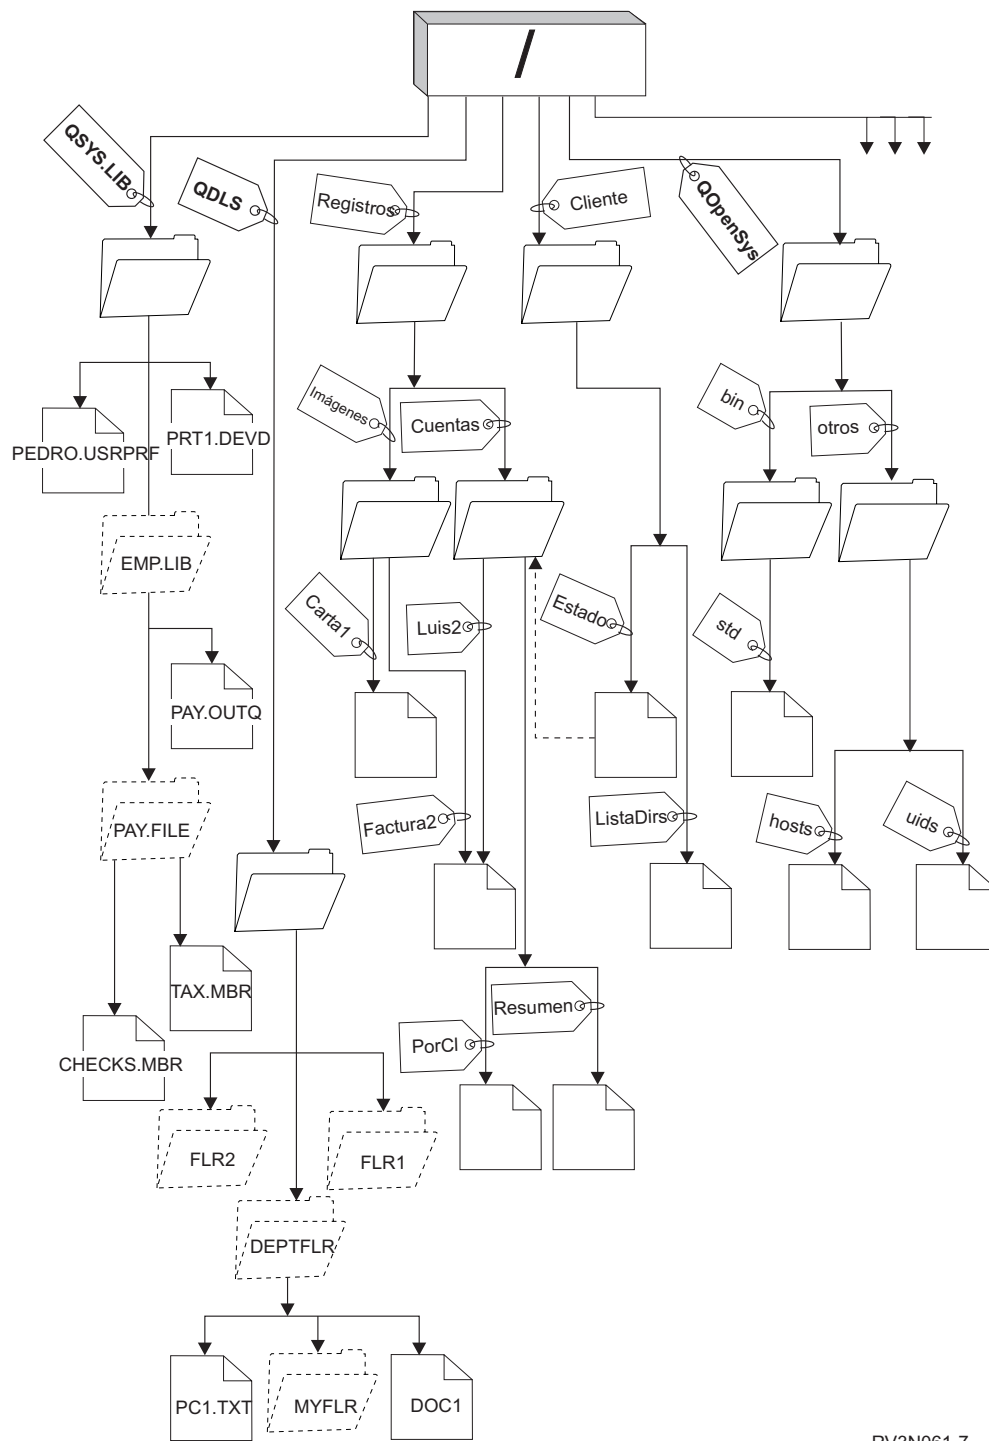 /
QSYS.LIB
QDLS
Registros
Cliente
QOpenSys
PEDRO.USRPRF
PRT1.DEVD
Imágenes
Cuentas
bin
otros
EMP.LIB
Carta1
Luis2
Estado
std
PAY.OUTQ
PAY.FILE
Factura2
ListaDirs
hosts
uids
TAX.MBR
CHECKS.MBR
Resumen
PorCl
FLR2
FLR1
DEPTFLR
PC1.TXT
MYFLR
DOC1
RV3N061-7